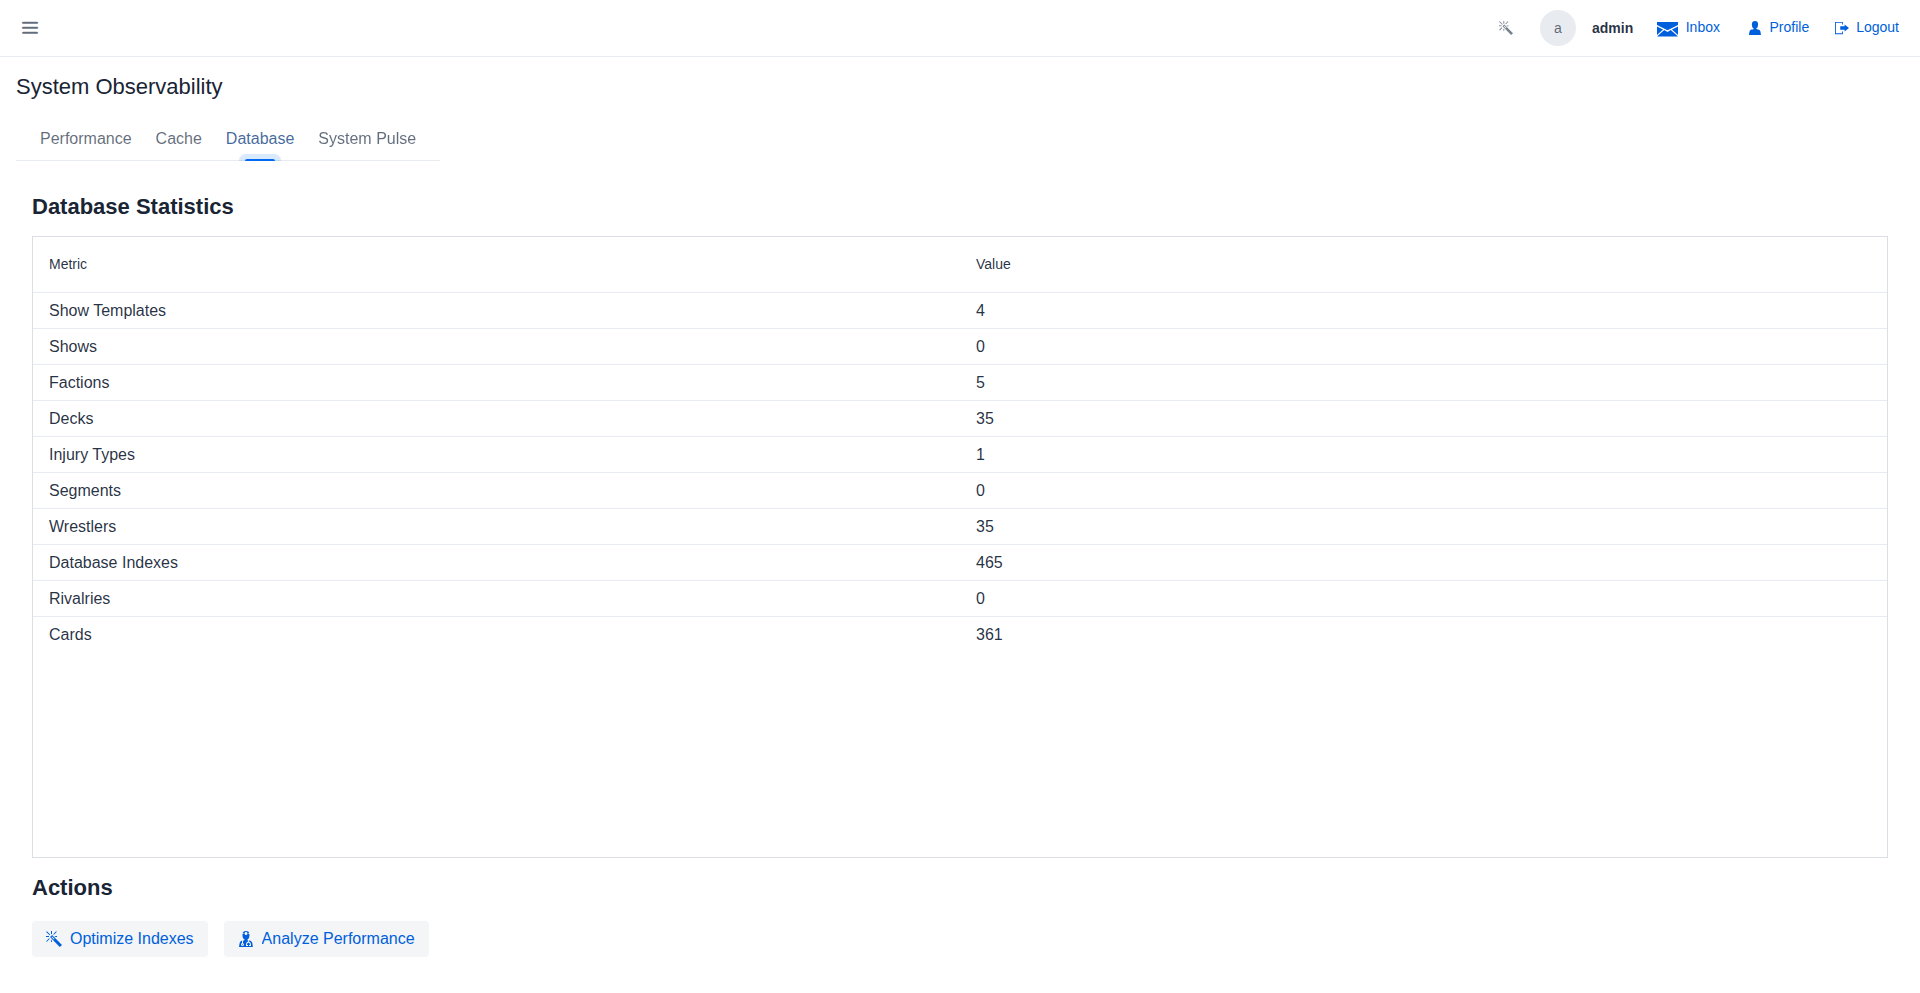 a admin Inbox Profile Logout
System Observability
Performance Cache Database System Pulse
Database Statistics
Metric Value
Show Templates 4
Shows 0
Factions 5
Decks 35
Injury Types 1
Segments 0
Wrestlers 35
Database Indexes 465
Rivalries 0
Cards 361
Actions
Optimize Indexes Analyze Performance